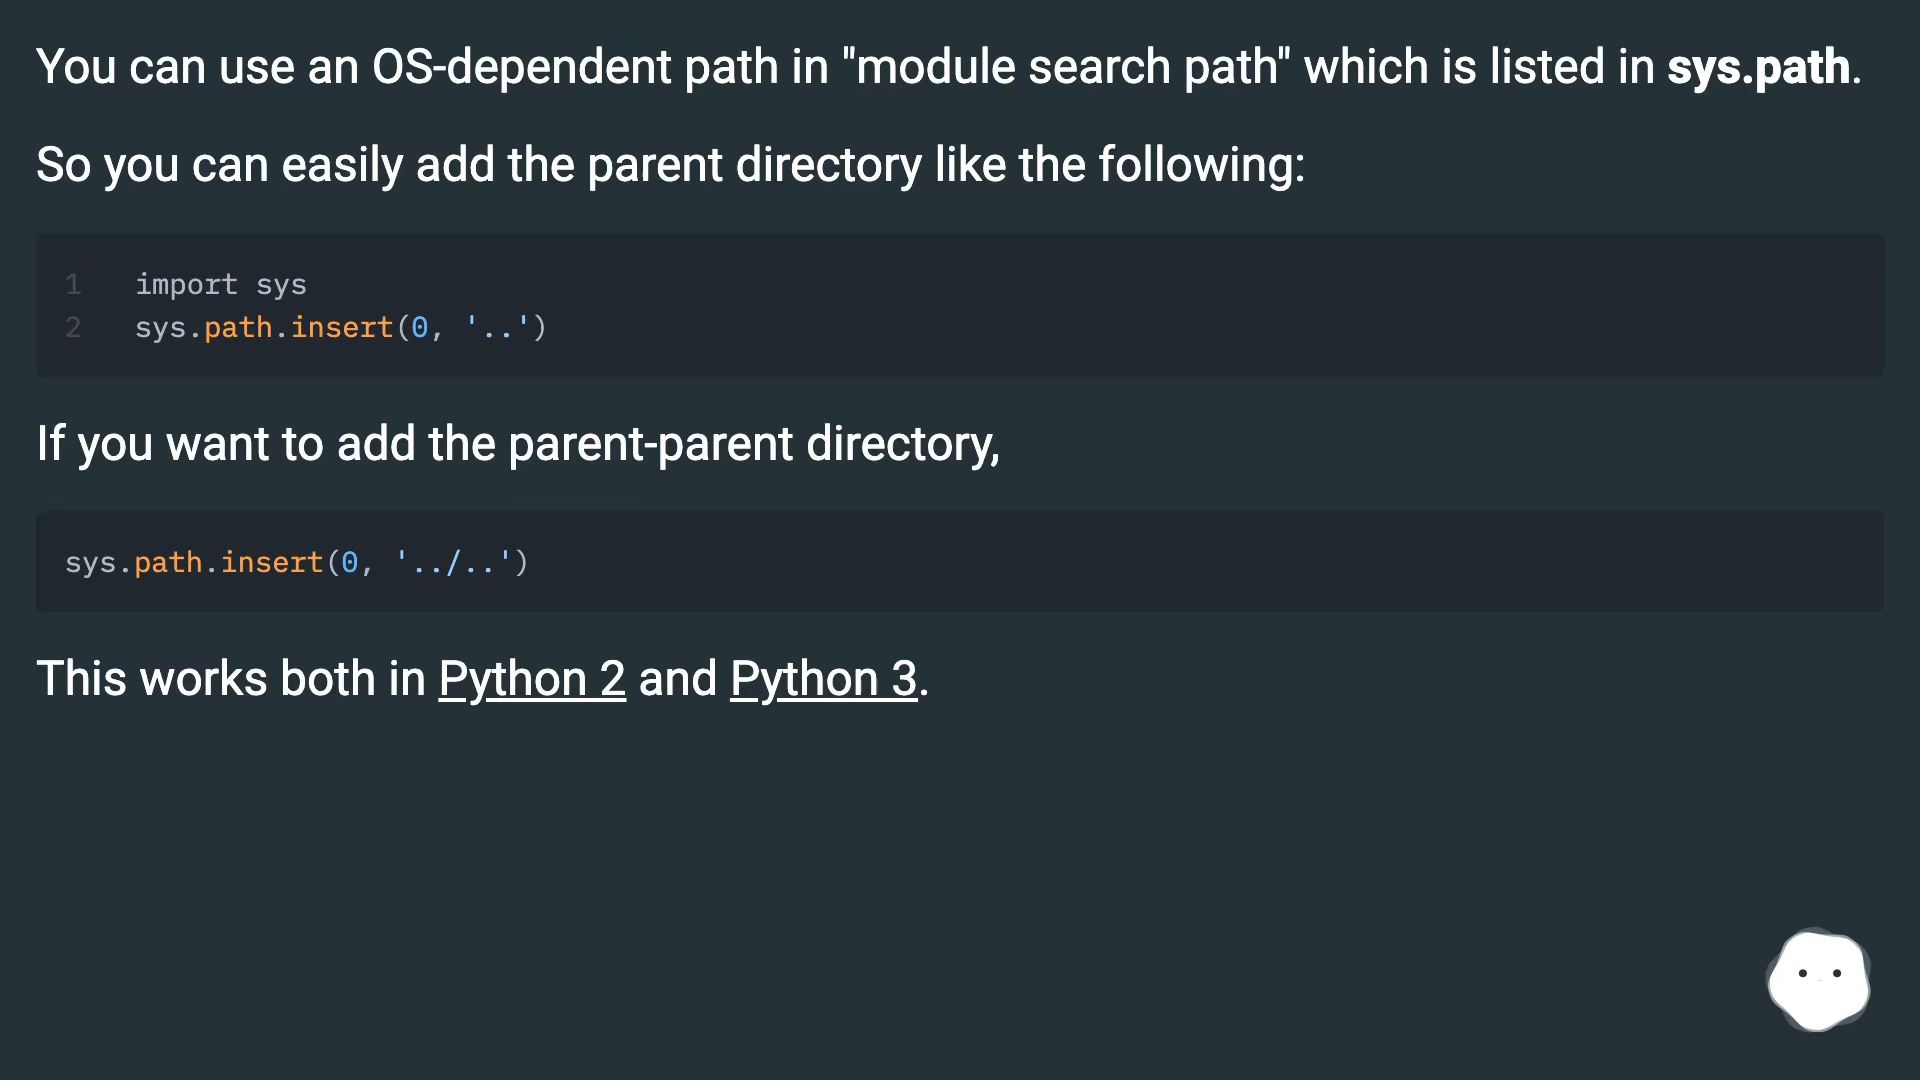 You can use an OS-dependent path in "module search path" which is listed in sys.path.
So you can easily add the parent directory like the following:
1 import sys
2 sys.path.insert(0, '..')
If you want to add the parent-parent directory,
sys.path.insert(0, '../..')
This works both in Python 2 and Python 3.